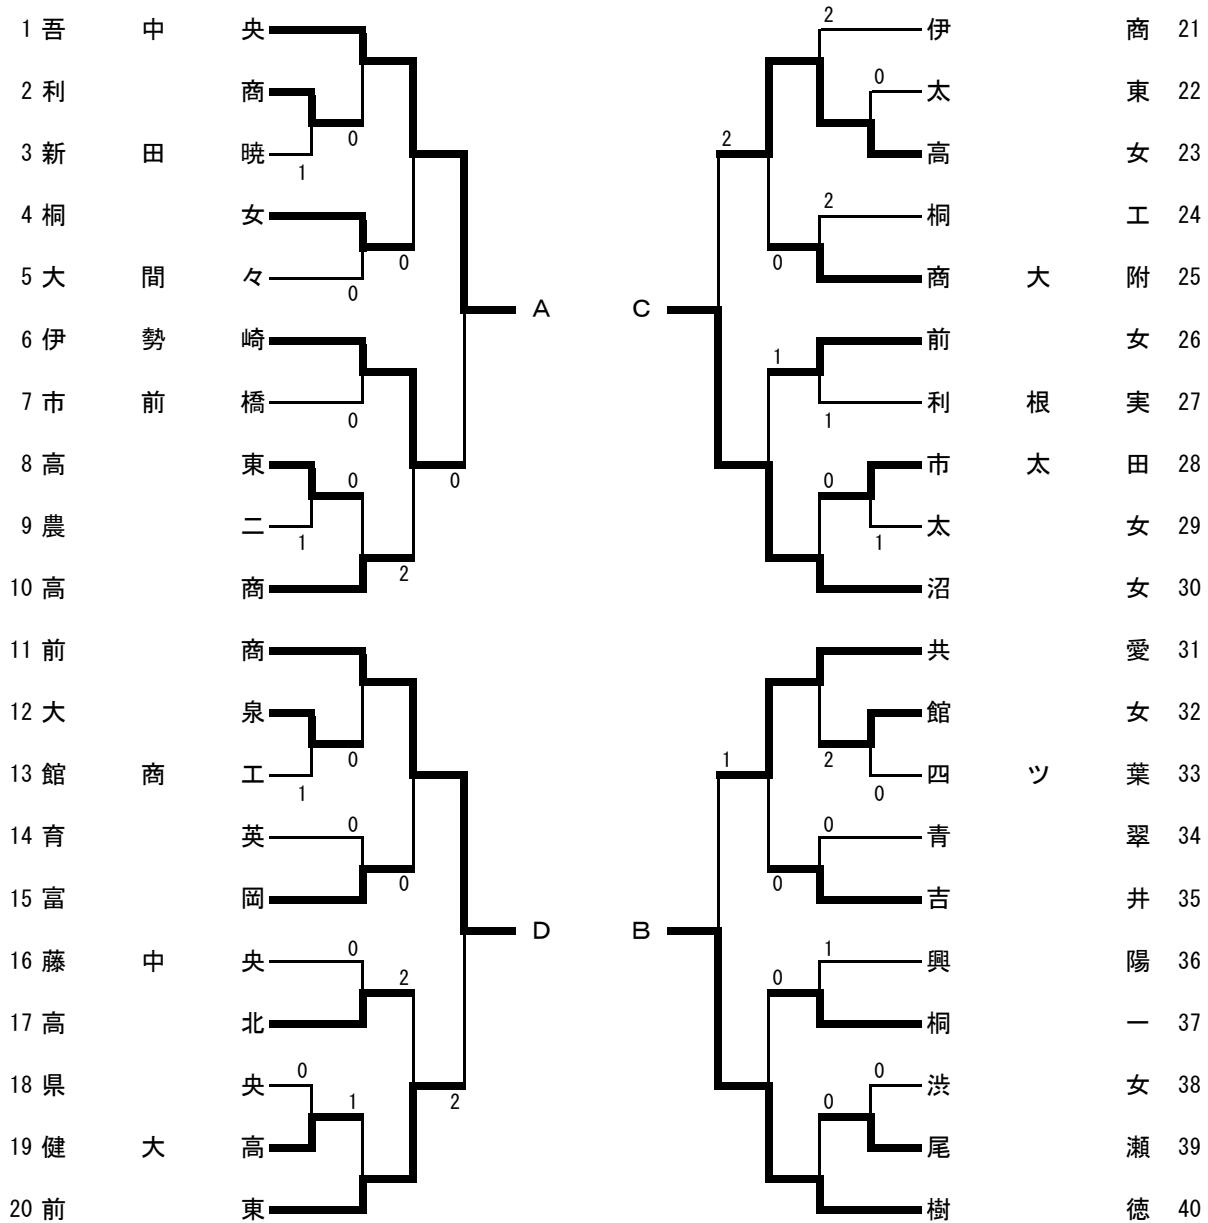 1 吾中央
2 利商
3 新田暁
4 桐女
5 大間々
6 伊勢崎
7 市前橋
8 高東
9 農二
10 高商
11 前商
12 大泉
13 館商工
14 育英
15 富岡
16 藤中央
17 高北
18 県央
19 健大高
20 前東
0
1
0
0
0
0
1
2
0
A
0
1
0
0
0
2
0
1
2
D
2
0
2
0
2
C
1
1
0
1
2
0
1
0
0
B
1
0
0
0
伊商 21
太東 22
高女 23
桐工 24
商大附 25
前女 26
利根実 27
市太田 28
太女 29
沼女 30
共愛 31
館女 32
四ツ葉 33
青翠 34
吉井 35
興陽 36
桐一 37
渋女 38
尾瀬 39
樹徳 40